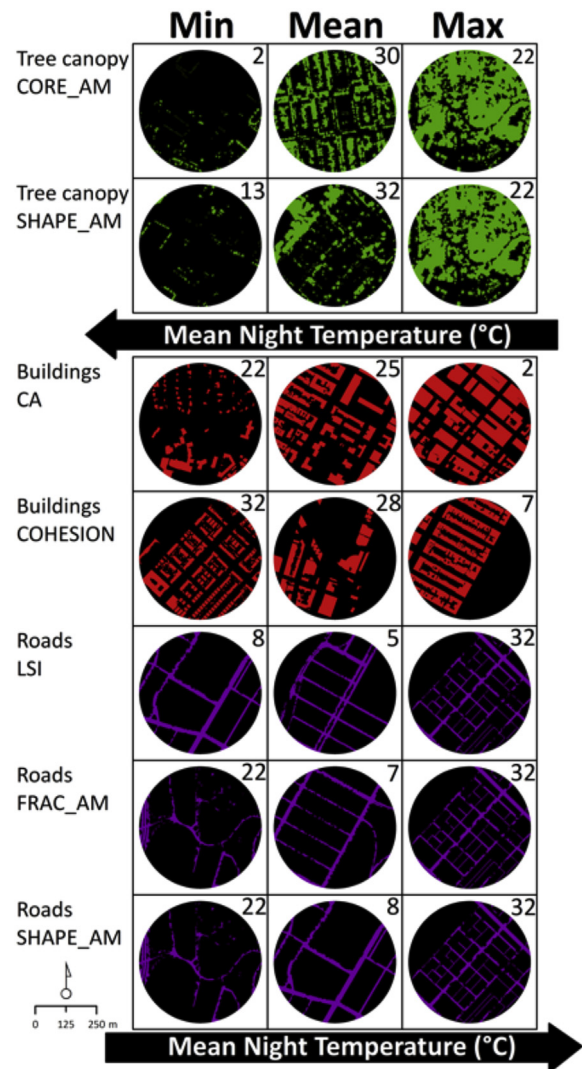 Min Mean Max
Tree canopy
CORE_AM
2 30 22
Tree canopy
SHAPE_AM
13 32 22
Mean Night Temperature (°C)
Buildings
CA
22 25 2
Buildings
COHESION
32 28 7
Roads
LSI
8 5 32
Roads
FRAC_AM
22 7 32
Roads
SHAPE_AM
22 8 32
0 125 250 m
Mean Night Temperature (°C)